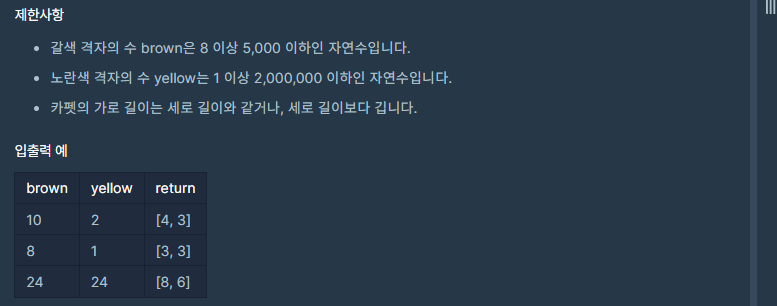 제한사항
갈색 격자의 수 brown은 8 이상 5,000 이하인 자연수입니다.
노란색 격자의 수 yellow는 1 이상 2,000,000 이하인 자연수입니다.
카펫의 가로 길이는 세로 길이와 같거나, 세로 길이보다 깁니다.
입출력 예
brown yellow return
10 2 [4, 3]
8 1 [3, 3]
24 24 [8, 6]